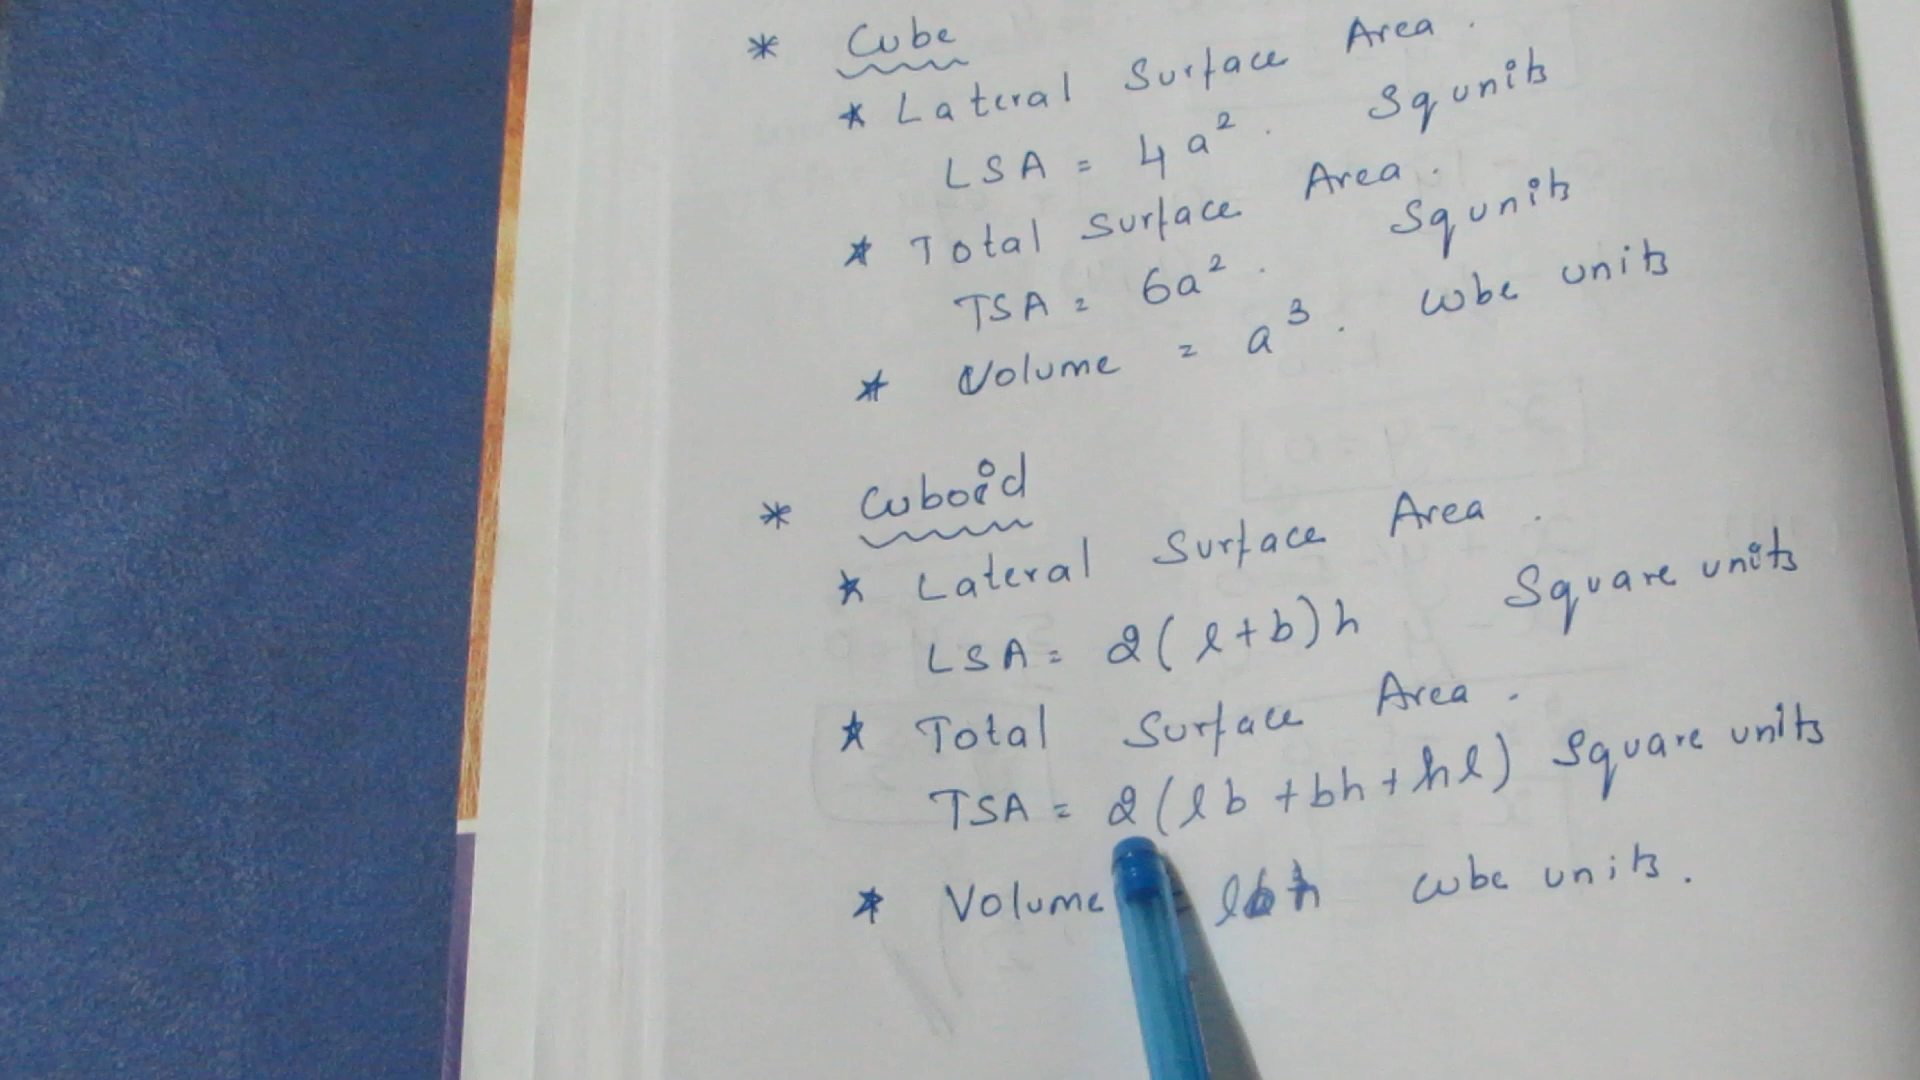 * Cube
* Lateral Surface Area.
LSA = 4a². Sq units
* Total Surface Area.
TSA = 6a². Sq units
* Volume = a³. cube units
* Cuboid
* Lateral Surface Area.
LSA = 2(l+b)h Square units
* Total Surface Area.
TSA = 2(lb+bh+hl) Square units
* Volume = lbh cube units.